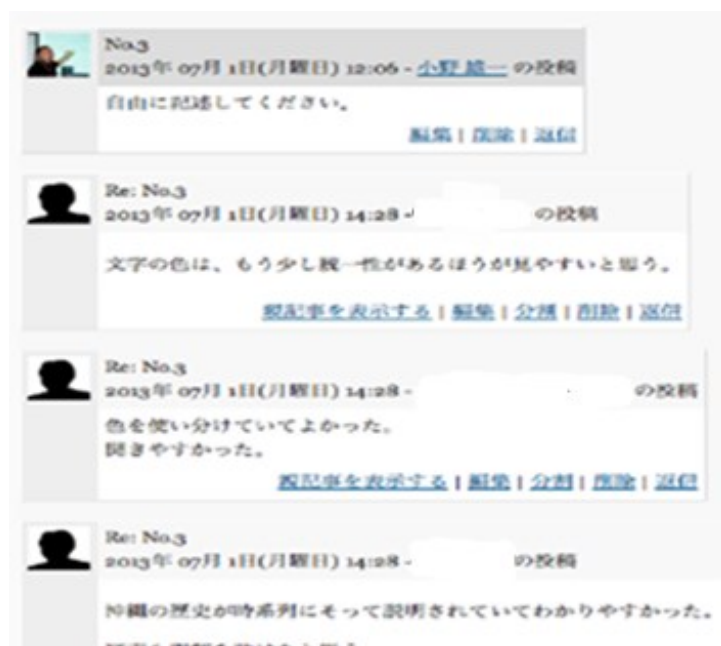 No.3
2013年 07月 1日(月曜日) 12:06 - 小野 雄一 の投稿
自由に記述してください。
編集 | 削除 | 返信
Re: No.3
2013年 07月 1日(月曜日) 14:28 - の投稿
文字の色は、もう少し統一性があるほうが見やすいと思う。
親記事を表示する | 編集 | 分割 | 削除 | 返信
Re: No.3
2013年 07月 1日(月曜日) 14:28 - の投稿
色を使い分けていてよかった。
聞きやすかった。
親記事を表示する | 編集 | 分割 | 削除 | 返信
Re: No.3
2013年 07月 1日(月曜日) 14:28 - の投稿
沖縄の歴史が時系列にそって説明されていてわかりやすかった。